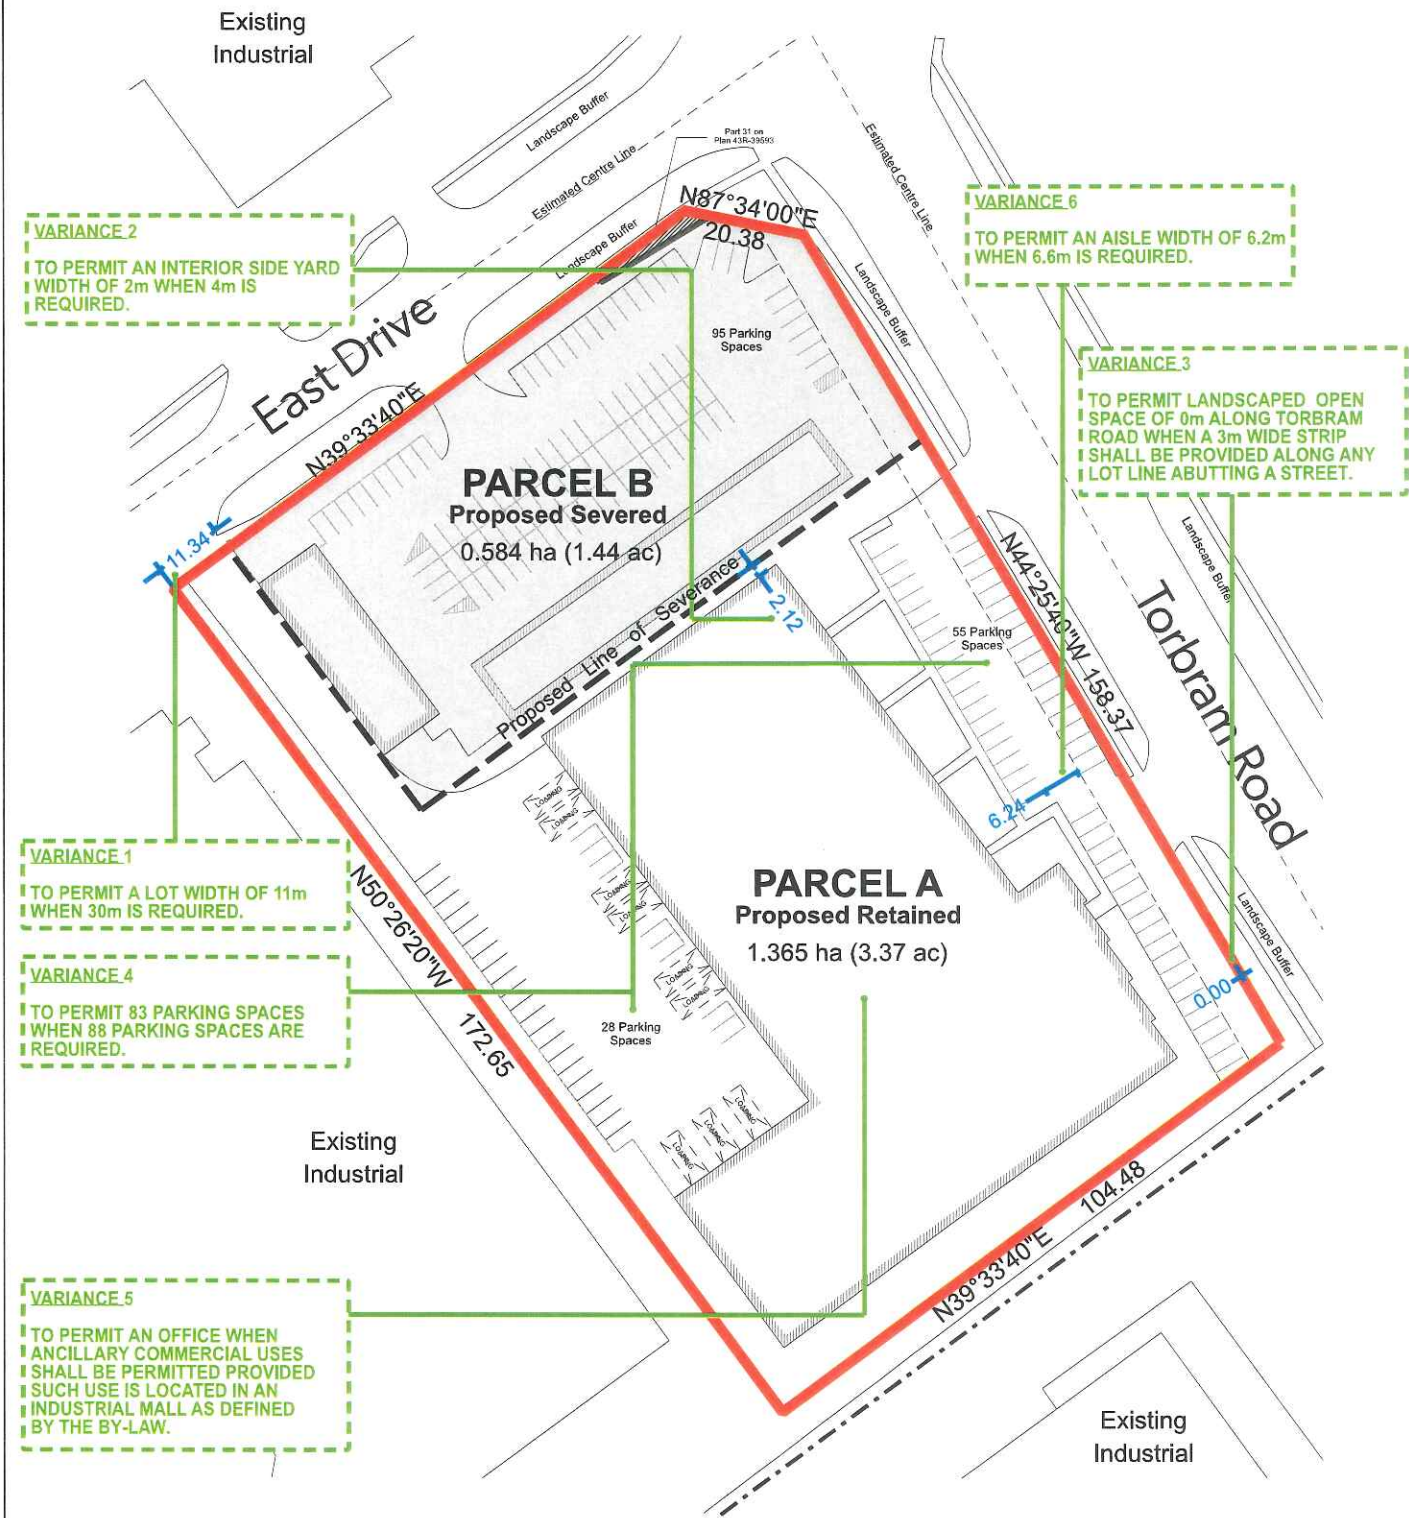 Existing
Industrial
Landscape Buffer
Estimated Centre Line
Part 31 on
Plan 43R-39593
Estimated Centre Line
VARIANCE 6
TO PERMIT AN AISLE WIDTH OF 6.2m
WHEN 6.6m IS REQUIRED.
N87°34'00"E
20.38
VARIANCE 2
TO PERMIT AN INTERIOR SIDE YARD
WIDTH OF 2m WHEN 4m IS
REQUIRED.
Landscape Buffer
Landscape Buffer
East Drive
95 Parking
Spaces
VARIANCE 3
TO PERMIT LANDSCAPED OPEN
SPACE OF 0m ALONG TORBRAM
ROAD WHEN A 3m WIDE STRIP
SHALL BE PROVIDED ALONG ANY
LOT LINE ABUTTING A STREET.
N39°33'40"E
PARCEL B
Proposed Severed
0.584 ha (1.44 ac)
11.34
Landscape Buffer
N44°25'40"W 158.37
2.12
Proposed Line of Severance
55 Parking
Spaces
Torbram Road
LOADING
LOADING
6.24
VARIANCE 1
TO PERMIT A LOT WIDTH OF 11m
WHEN 30m IS REQUIRED.
N50°26'20"W
172.65
LOADING
LOADING
PARCEL A
Proposed Retained
1.365 ha (3.37 ac)
Landscape Buffer
VARIANCE 4
TO PERMIT 83 PARKING SPACES
WHEN 88 PARKING SPACES ARE
REQUIRED.
LOADING
LOADING
0.00
28 Parking
Spaces
LOADING
LOADING
LOADING
Existing
Industrial
104.48
N39°33'40"E
VARIANCE 5
TO PERMIT AN OFFICE WHEN
ANCILLARY COMMERCIAL USES
SHALL BE PERMITTED PROVIDED
SUCH USE IS LOCATED IN AN
INDUSTRIAL MALL AS DEFINED
BY THE BY-LAW.
Existing
Industrial